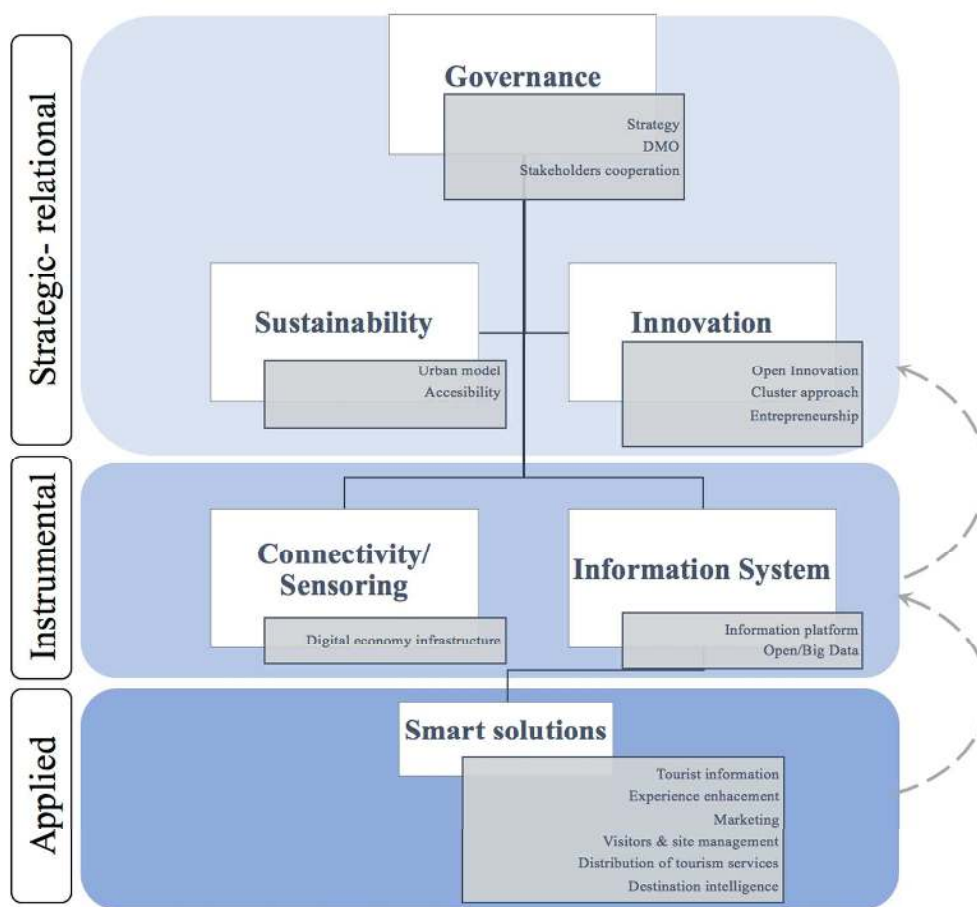 Strategic- relational
Governance
Strategy
DMO
Stakeholders cooperation
Sustainability
Urban model
Accesibility
Innovation
Open Innovation
Cluster approach
Entrepreneurship
Instrumental
Connectivity/
Sensoring
Digital economy infrastructure
Information System
Information platform
Open/Big Data
Applied
Smart solutions
Tourist information
Experience enhacement
Marketing
Visitors & site management
Distribution of tourism services
Destination intelligence